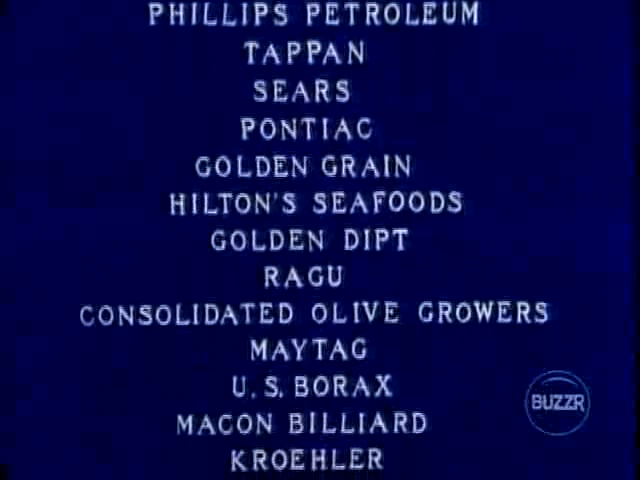 PHILLIPS PETROLEUM
TAPPAN
SEARS
PONTIAC
GOLDEN GRAIN
HILTON'S SEAFOODS
GOLDEN DIPT
RAGU
CONSOLIDATED OLIVE GROWERS
MAYTAG
U.S. BORAX
MACON BILLIARD
KROEHLER
BUZZR